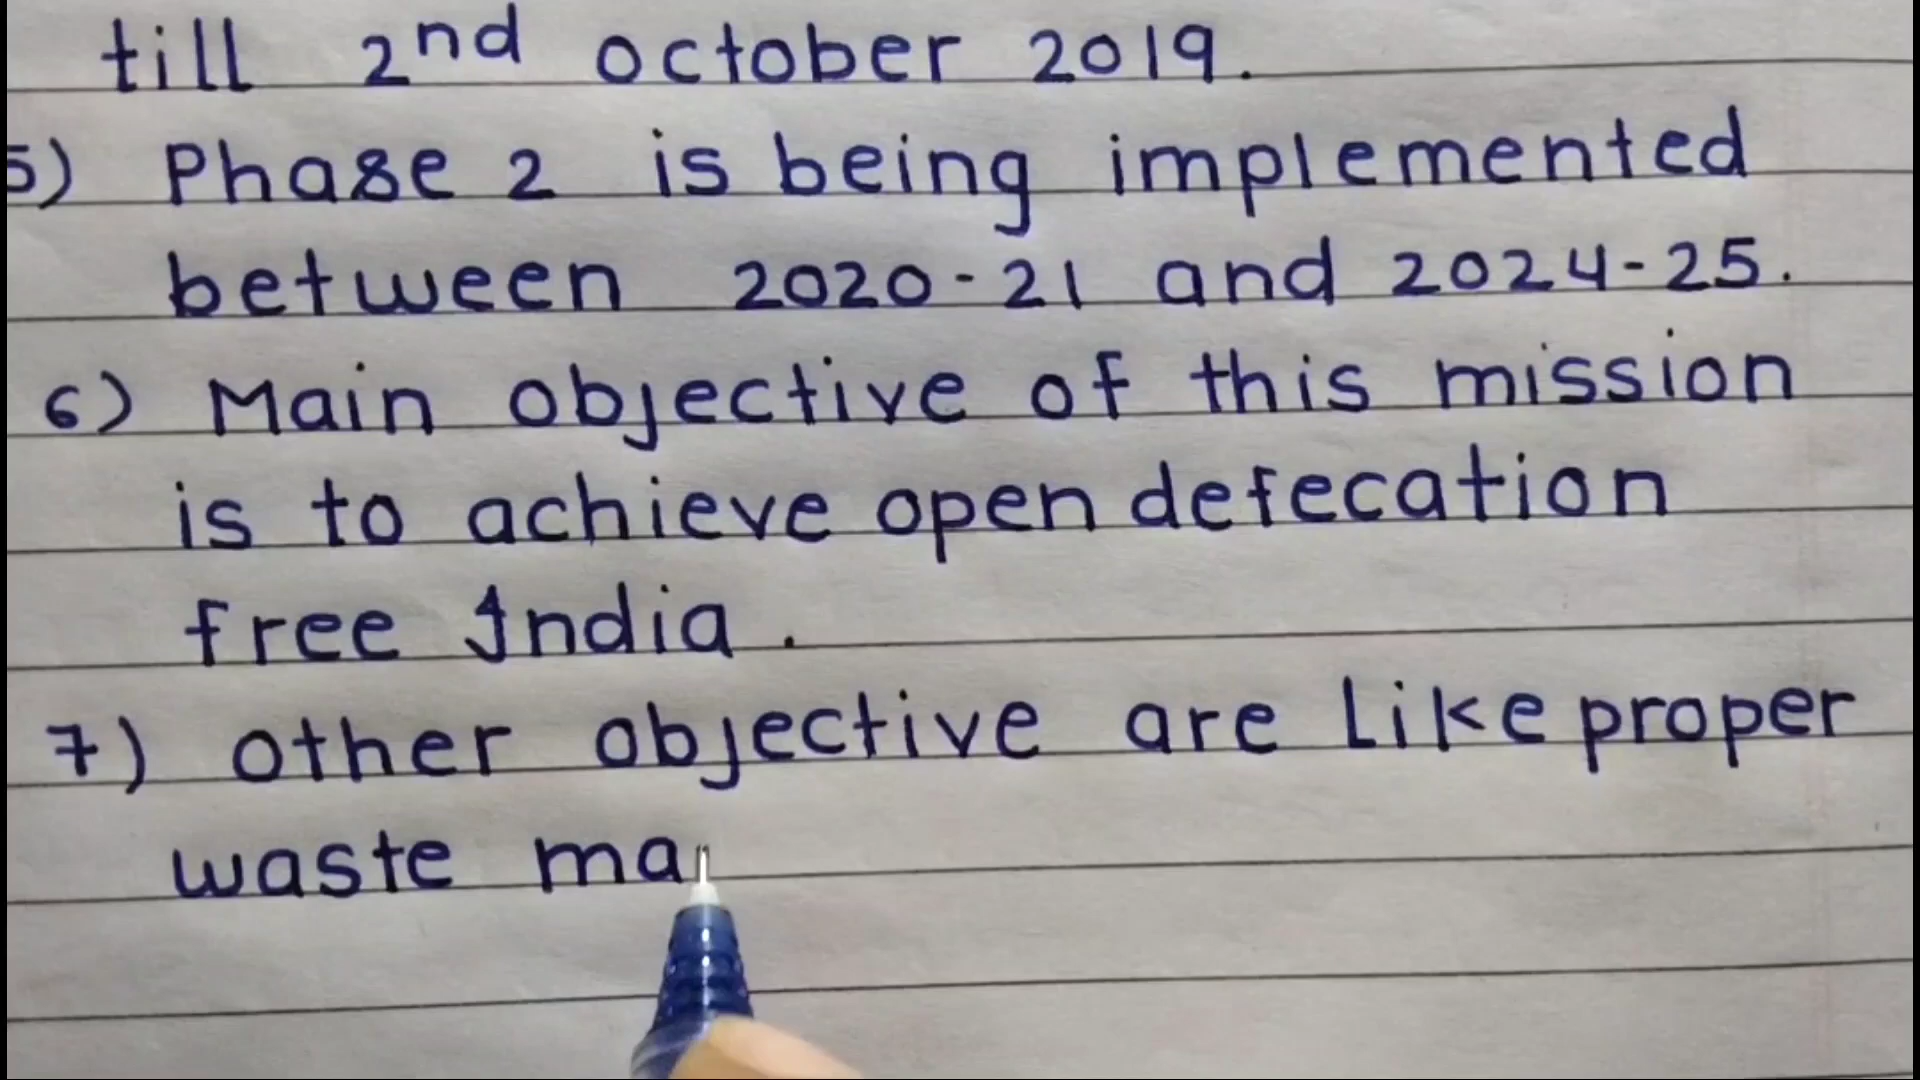 till 2nd october 2019.
5) Phase 2 is being implemented
between 2020-21 and 2024-25.
6) Main objective of this mission
is to achieve open defecation
free India.
7) other objective are like proper
waste ma